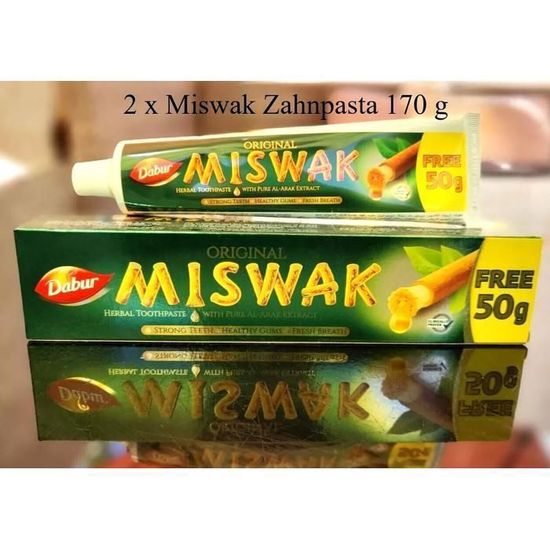 2 x Miswak Zahnpasta 170 g
ORIGINAL
Dabur
MISWAK
HERBAL TOOTHPASTE WITH PURE AL-ARAK EXTRACT
STRONG TEETH HEALTHY GUMS FRESH BREATH
FREE
50g
ORIGINAL
Dabur
MISWAK
HERBAL TOOTHPASTE WITH PURE AL-ARAK EXTRACT
STRONG TEETH HEALTHY GUMS FRESH BREATH
FREE
50g